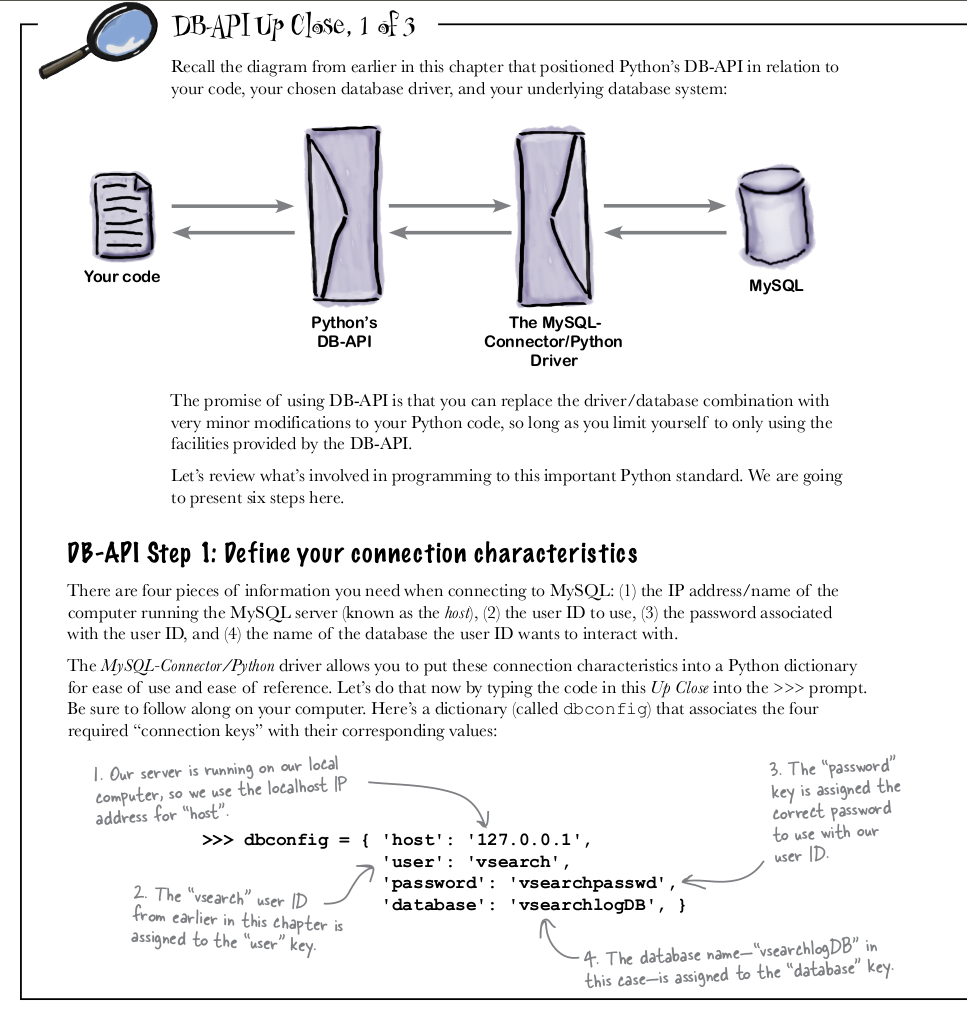 DB-API Up Close, 1 of 3
Recall the diagram from earlier in this chapter that positioned Python's DB-API in relation to
your code, your chosen database driver, and your underlying database system:
Your code
Python's
DB-API
The MySQL-
Connector/Python
Driver
MySQL
The promise of using DB-API is that you can replace the driver/database combination with
very minor modifications to your Python code, so long as you limit yourself to only using the
facilities provided by the DB-API.
Let's review what's involved in programming to this important Python standard. We are going
to present six steps here.
DB-API Step 1: Define your connection characteristics
There are four pieces of information you need when connecting to MySQL: (1) the IP address/name of the
computer running the MySQL server (known as the host), (2) the user ID to use, (3) the password associated
with the user ID, and (4) the name of the database the user ID wants to interact with.
The MySQL-Connector/Python driver allows you to put these connection characteristics into a Python dictionary
for ease of use and ease of reference. Let's do that now by typing the code in this Up Close into the >>> prompt.
Be sure to follow along on your computer. Here's a dictionary (called dbconfig) that associates the four
required “connection keys” with their corresponding values:
1. Our server is running on our local
computer, so we use the localhost IP
address for “host”.
3. The “password”
key is assigned the
correct password
to use with our
user ID.
>>> dbconfig = { 'host': '127.0.0.1',
'user': 'vsearch',
'password': 'vsearchpasswd',
'database': 'vsearchlogDB', }
2. The “vsearch” user ID
from earlier in this chapter is
assigned to the “user” key.
4. The database name—“vsearchlogDB” in
this case—is assigned to the “database” key.